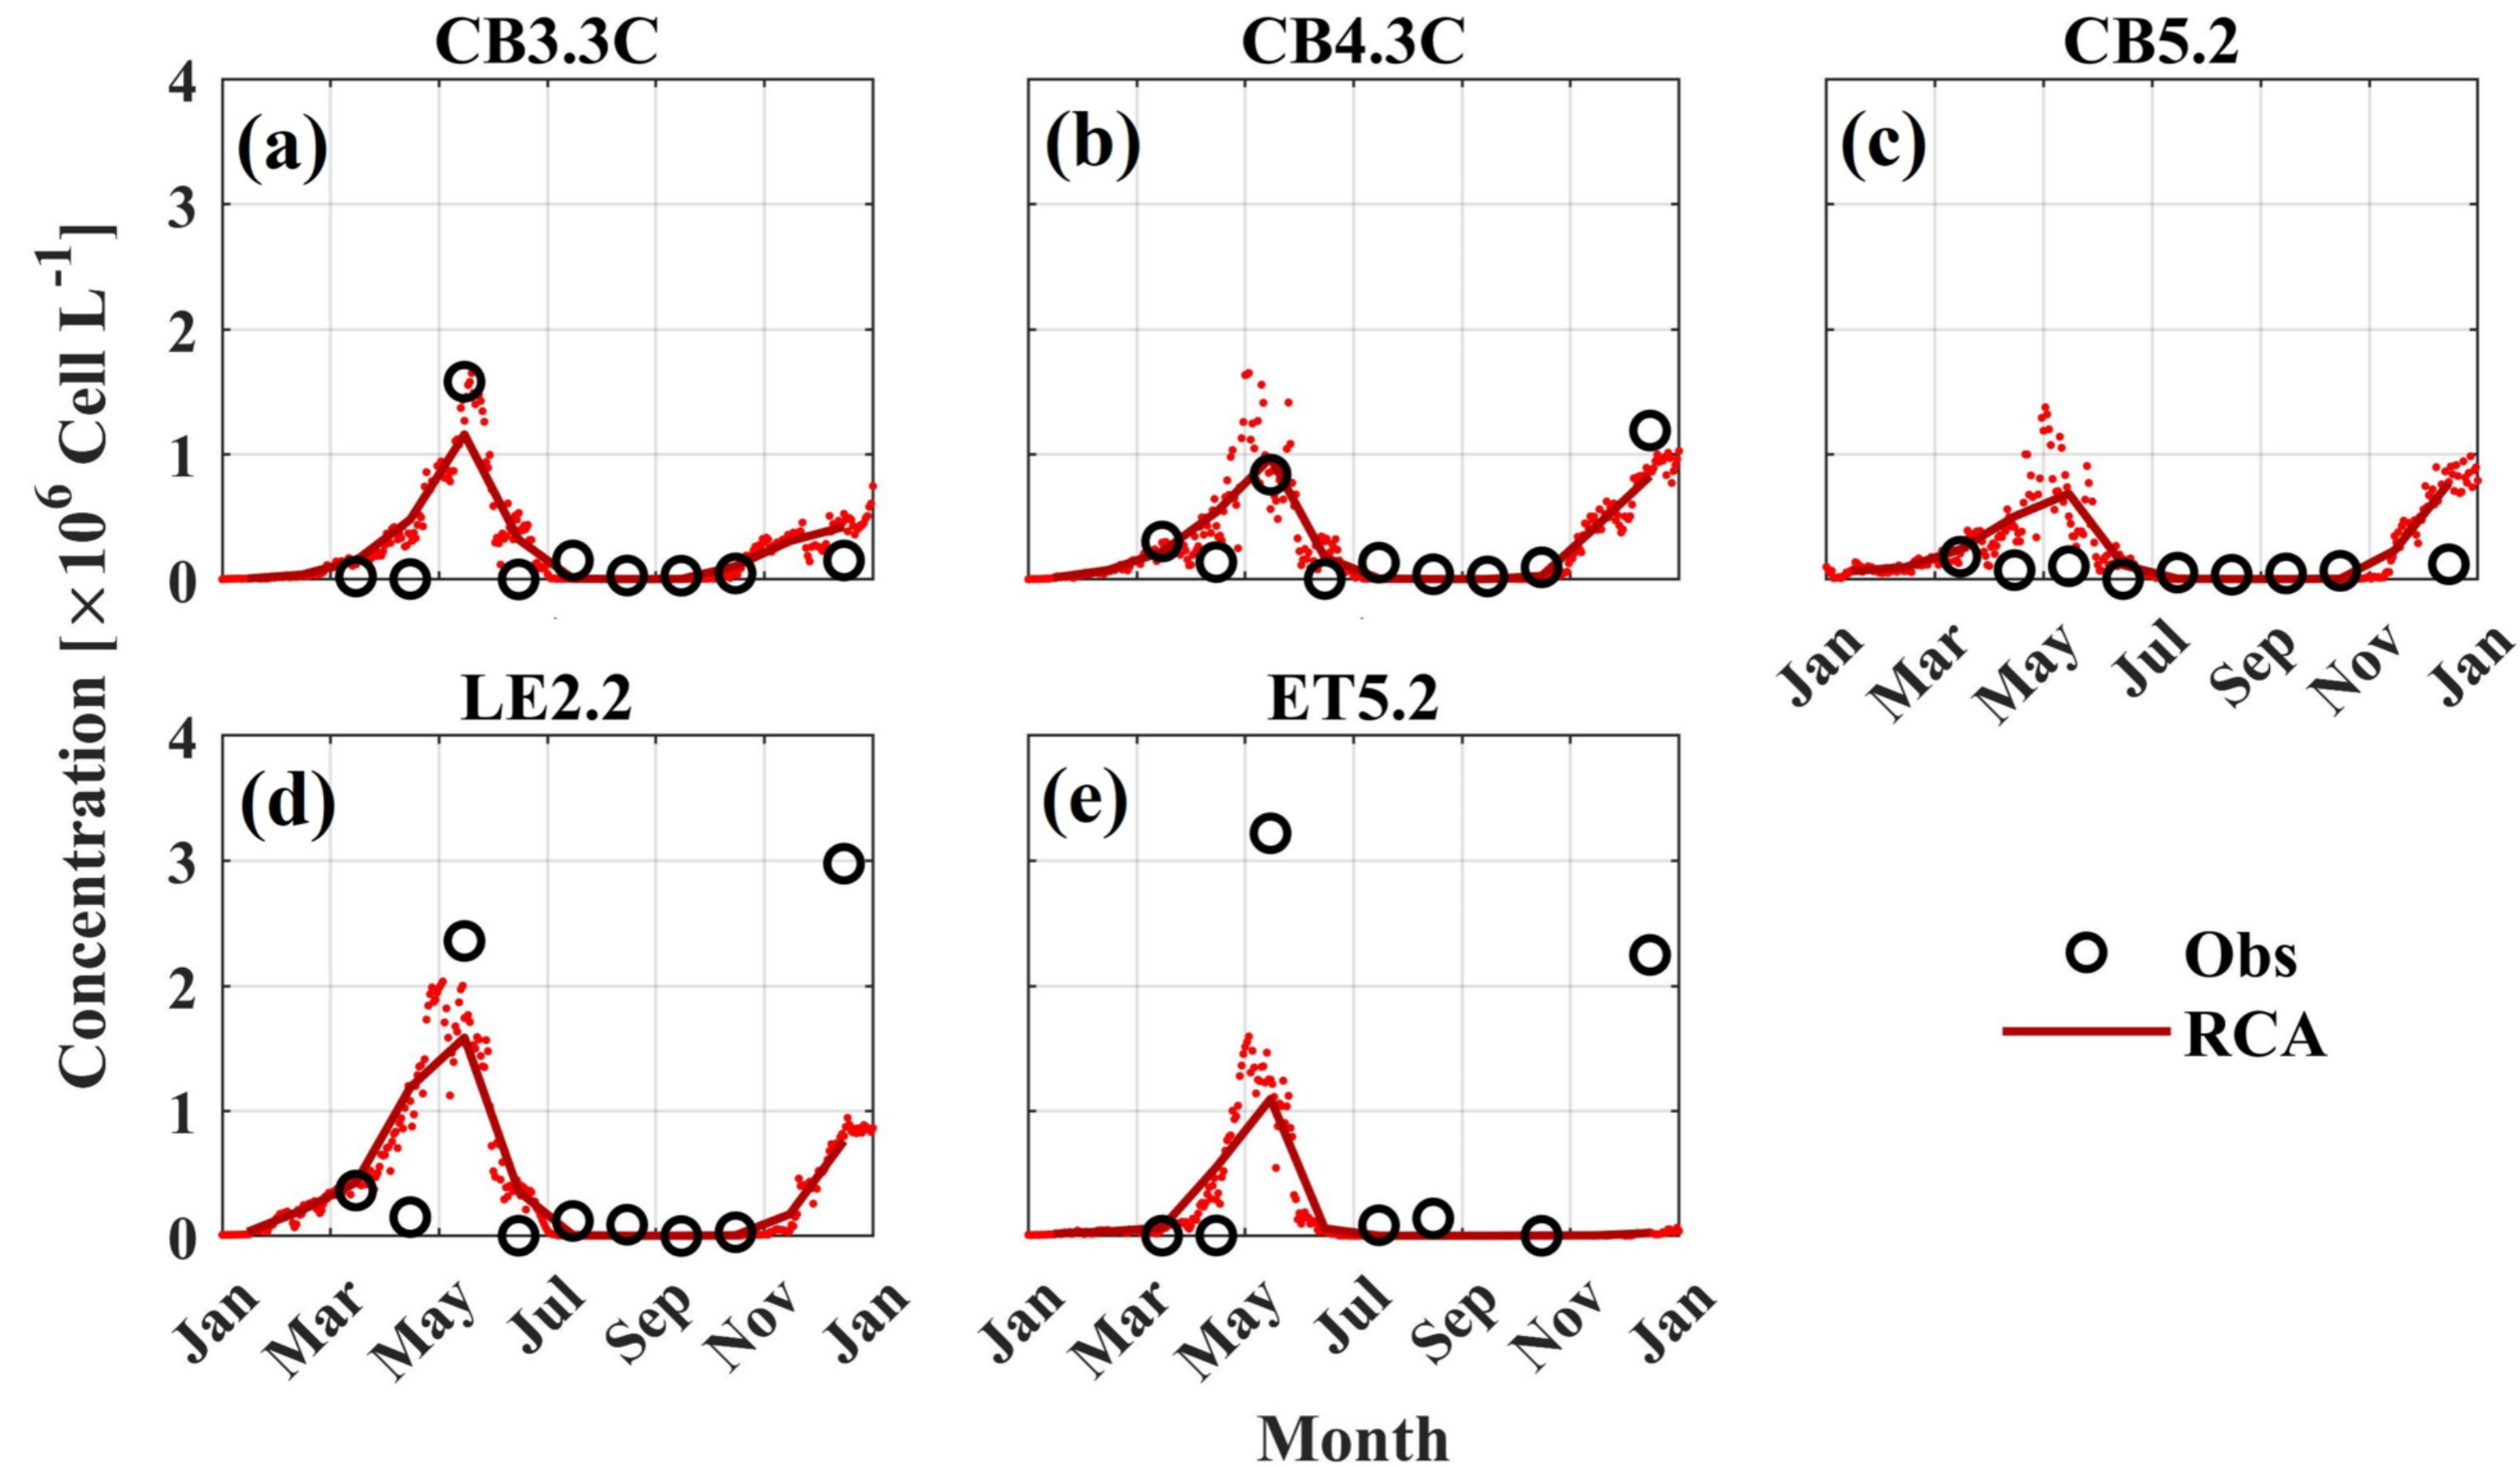 CB3.3C
CB4.3C
CB5.2
(a)
(b)
(c)
4
3
2
1
0
Concentration [×10⁶ Cell L⁻¹]
Jan Mar May Jul Sep Nov Jan
LE2.2
ET5.2
(d)
(e)
4
3
2
1
0
Jan Mar May Jul Sep Nov Jan
Jan Mar May Jul Sep Nov Jan
Obs
RCA
Month